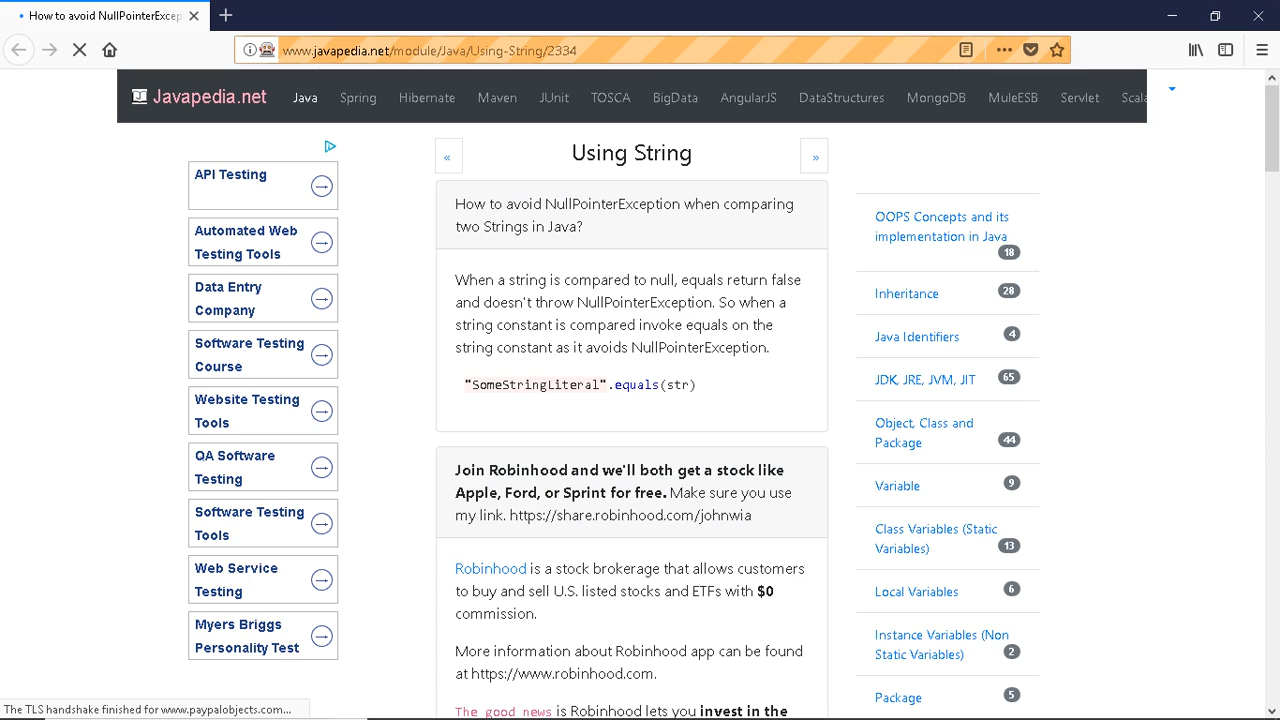 How to avoid NullPointerExcep
www.javapedia.net/module/Java/Using-String/2334
Javapedia.net Java Spring Hibernate Maven JUnit TOSCA BigData AngularJS DataStructures MongoDB MuleESB Servlet Scala
API Testing
Automated Web
Testing Tools
Data Entry
Company
Software Testing
Course
Website Testing
Tools
QA Software
Testing
Software Testing
Tools
Web Service
Testing
Myers Briggs
Personality Test
« Using String »
How to avoid NullPointerException when comparing
two Strings in Java?
When a string is compared to null, equals return false
and doesn't throw NullPointerException. So when a
string constant is compared invoke equals on the
string constant as it avoids NullPointerException.
"SomeStringLiteral".equals(str)
Join Robinhood and we'll both get a stock like
Apple, Ford, or Sprint for free. Make sure you use
my link. https://share.robinhood.com/johnwia
Robinhood is a stock brokerage that allows customers
to buy and sell U.S. listed stocks and ETFs with $0
commission.
More information about Robinhood app can be found
at https://www.robinhood.com.
The good news is Robinhood lets you invest in the
OOPS Concepts and its
implementation in Java
18
Inheritance 28
Java Identifiers 4
JDK, JRE, JVM, JIT 65
Object, Class and
Package 44
Variable 9
Class Variables (Static
Variables) 13
Local Variables 6
Instance Variables (Non
Static Variables) 2
Package 5
The TLS handshake finished for www.paypalobjects.com...